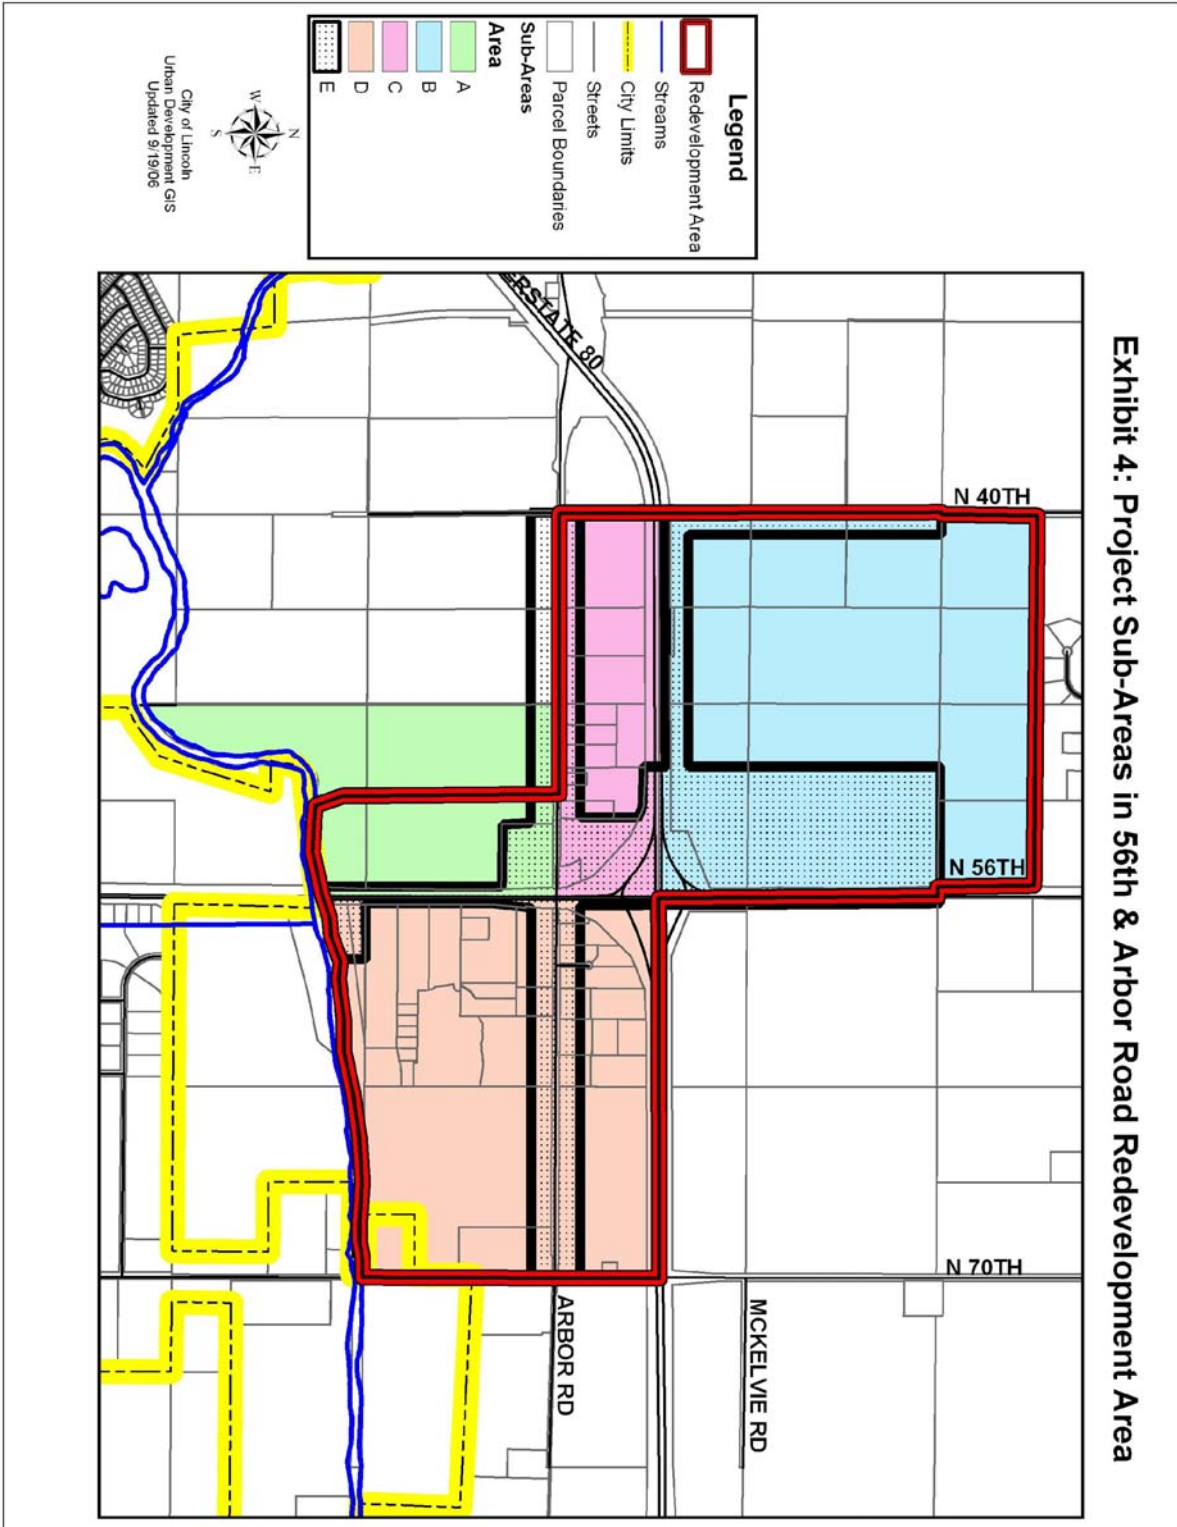 Exhibit 4: Project Sub-Areas in 56th & Arbor Road Redevelopment Area
Legend
Redevelopment Area
Streams
City Limits
Streets
Parcel Boundaries
Sub-Areas
Area
A
B
C
D
E
N
W
E
S
City of Lincoln
Urban Development GIS
Updated 9/19/06
ERSTATE 80
N 40TH
N 56TH
N 70TH
MCKELVIE RD
ARBOR RD